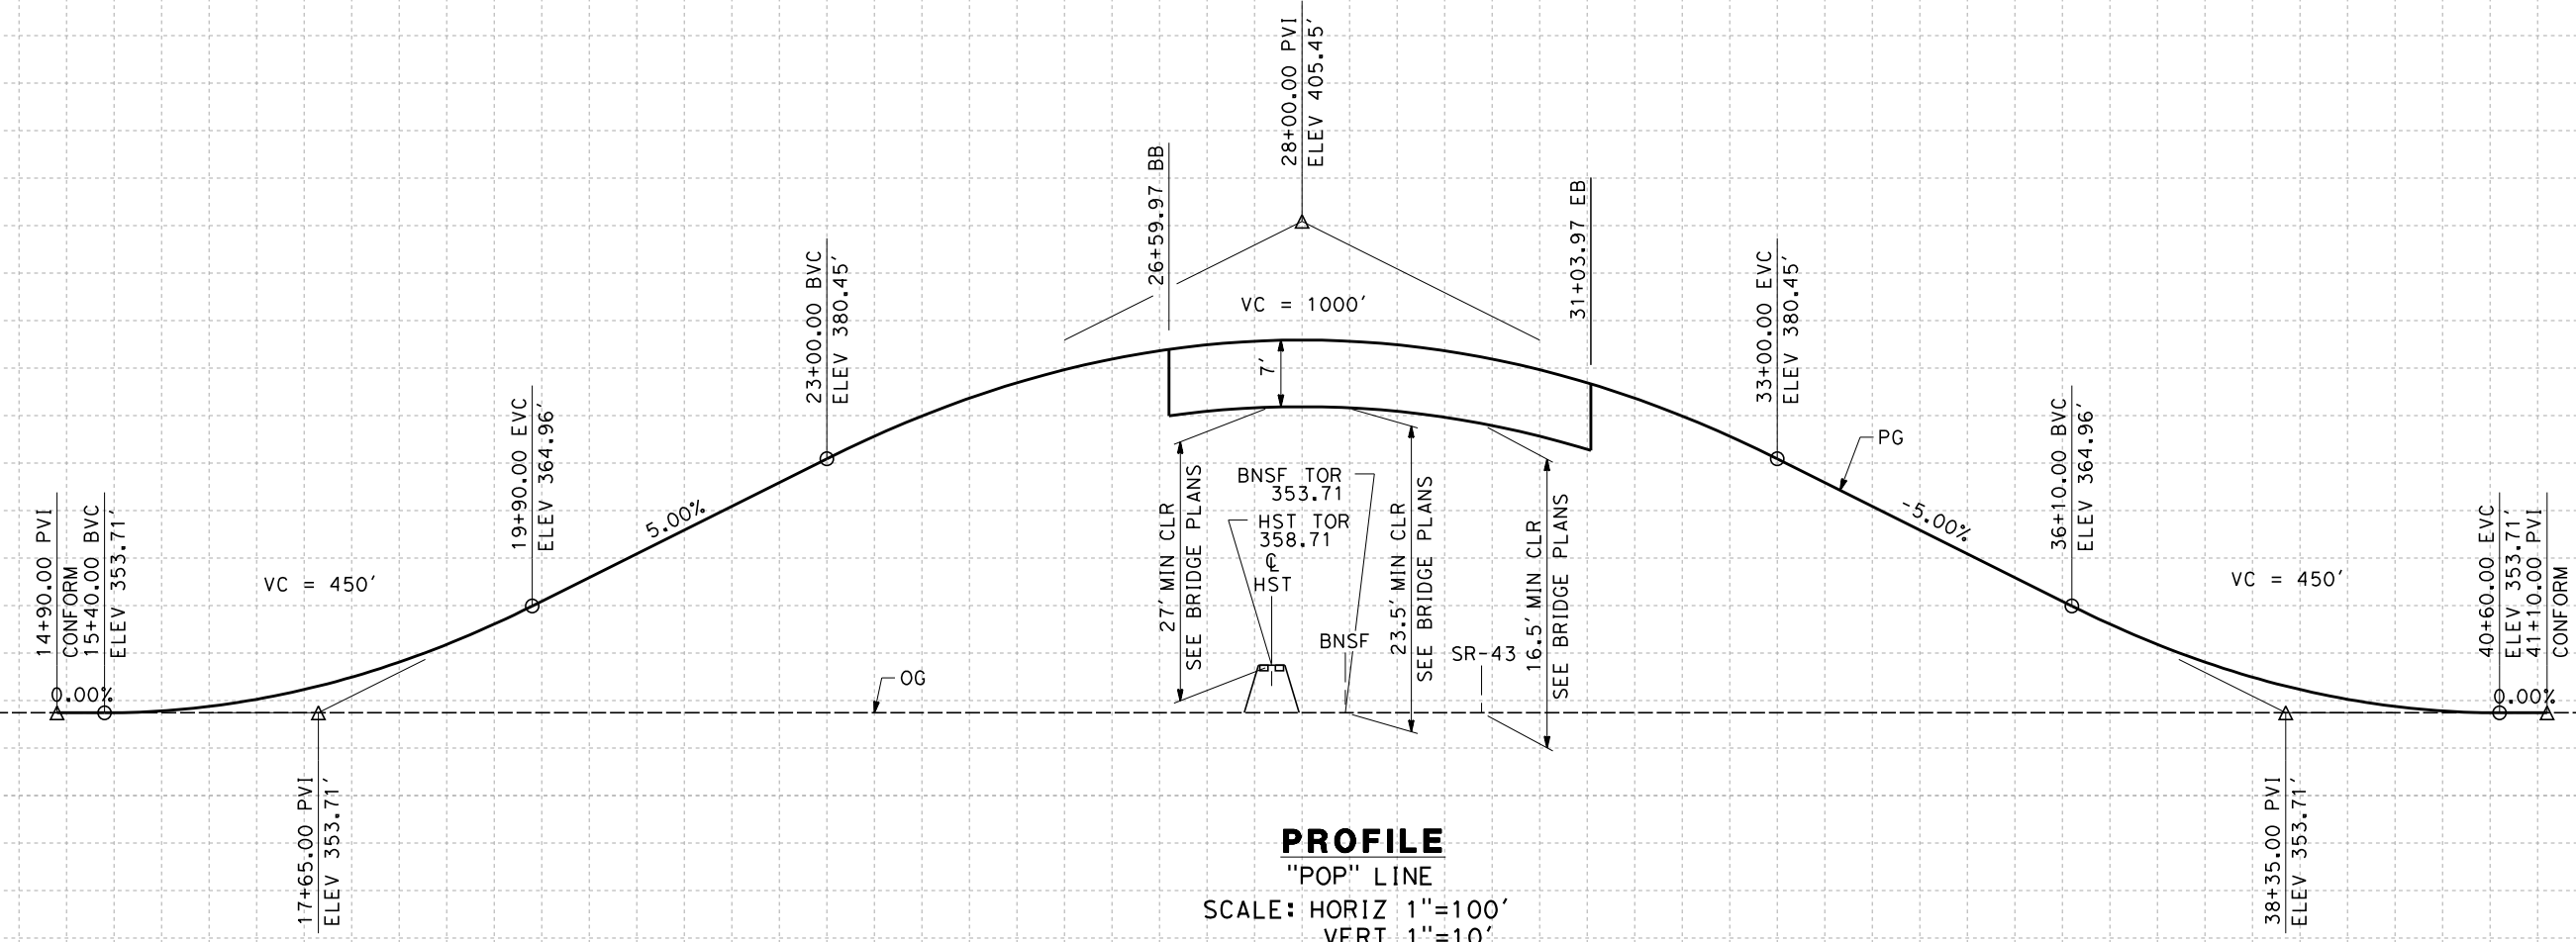 28+00.00 PVI
ELEV 405.45'
26+59.97 BB
31+03.97 EB
VC = 1000'
7'
23+00.00 BVC
ELEV 380.45'
33+00.00 EVC
ELEV 380.45'
19+90.00 EVC
ELEV 364.96'
36+10.00 BVC
ELEV 364.96'
PG
5.00%
-5.00%
14+90.00 PVI
CONFORM
15+40.00 BVC
ELEV 353.71'
VC = 450'
0.00%
OG
27' MIN CLR
SEE BRIDGE PLANS
BNSF TOR
353.71
HST TOR
358.71
℄
HST
BNSF
23.5' MIN CLR
SEE BRIDGE PLANS
SR-43
16.5' MIN CLR
SEE BRIDGE PLANS
VC = 450'
40+60.00 EVC
ELEV 353.71'
41+10.00 PVI
CONFORM
0.00%
17+65.00 PVI
ELEV 353.71'
38+35.00 PVI
ELEV 353.71'
PROFILE
"POP" LINE
SCALE: HORIZ 1"=100'
VERT 1"=10'